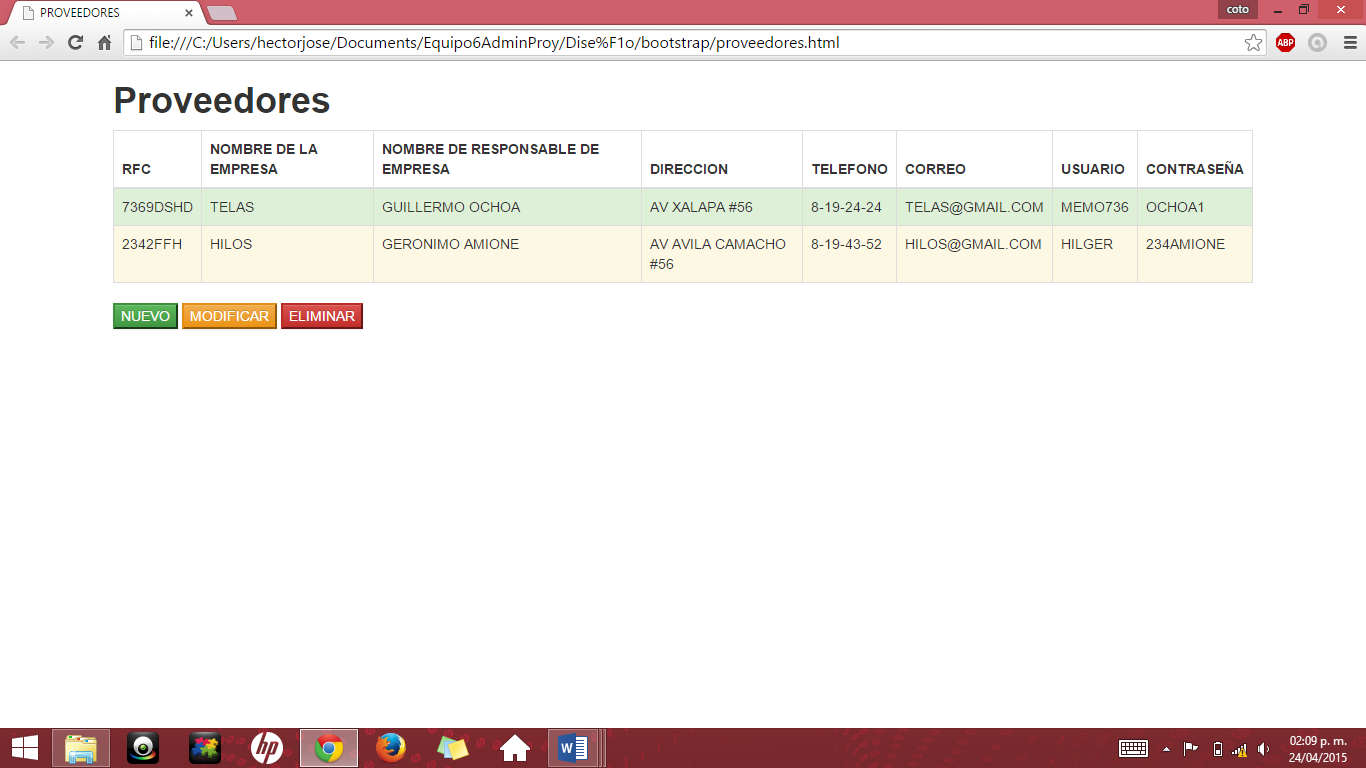 PROVEEDORES
coto
file:///C:/Users/hectorjose/Documents/Equipo6AdminProy/Dise%F1o/bootstrap/proveedores.html
ABP
Proveedores
RFC
NOMBRE DE LA
EMPRESA
NOMBRE DE RESPONSABLE DE
EMPRESA
DIRECCION
TELEFONO
CORREO
USUARIO
CONTRASEÑA
7369DSHD
TELAS
GUILLERMO OCHOA
AV XALAPA #56
8-19-24-24
TELAS@GMAIL.COM
MEMO736
OCHOA1
2342FFH
HILOS
GERONIMO AMIONE
AV AVILA CAMACHO
#56
8-19-43-52
HILOS@GMAIL.COM
HILGER
234AMIONE
NUEVO
MODIFICAR
ELIMINAR
hp
W
02:09 p. m.
24/04/2015